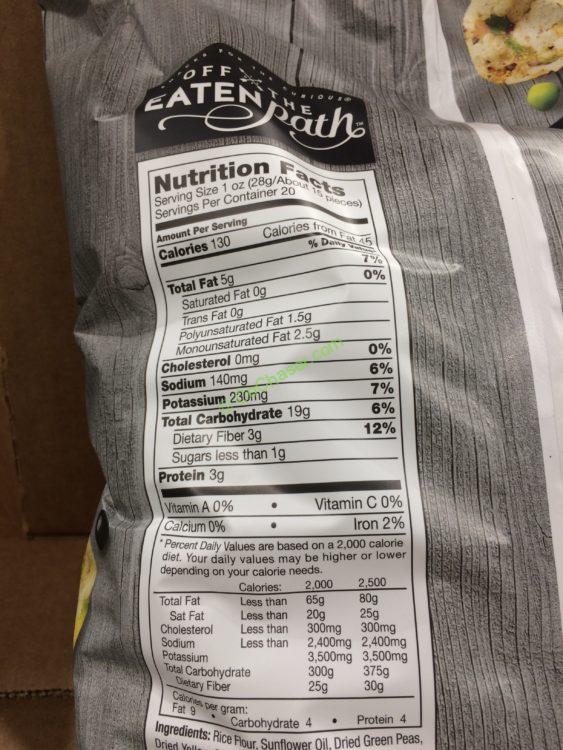 OFF THE
EATEN path™
Nutrition Facts
Serving Size 1 oz (28g/About 15 pieces)
Servings Per Container 20
Amount Per Serving
Calories 130 Calories from Fat 45
% Daily Value*
Total Fat 5g 7%
Saturated Fat 0g 0%
Trans Fat 0g
Polyunsaturated Fat 1.5g
Monounsaturated Fat 2.5g
Cholesterol 0mg 0%
Sodium 140mg 6%
Potassium 230mg 7%
Total Carbohydrate 19g 6%
Dietary Fiber 3g 12%
Sugars less than 1g
Protein 3g
Vitamin A 0% • Vitamin C 0%
Calcium 0% • Iron 2%
*Percent Daily Values are based on a 2,000 calorie
diet. Your daily values may be higher or lower
depending on your calorie needs.
Calories: 2,000 2,500
Total Fat Less than 65g 80g
Sat Fat Less than 20g 25g
Cholesterol Less than 300mg 300mg
Sodium Less than 2,400mg 2,400mg
Potassium 3,500mg 3,500mg
Total Carbohydrate 300g 375g
Dietary Fiber 25g 30g
Calories per gram:
Fat 9 • Carbohydrate 4 • Protein 4
Ingredients: Rice Flour, Sunflower Oil, Dried Green Peas,
Dried